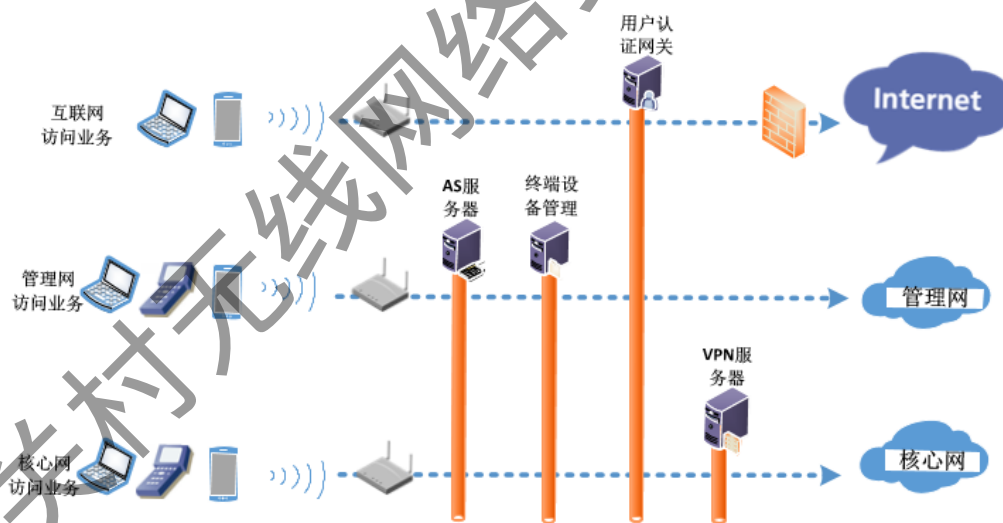 用户认
证网关
互联网
访问业务
Internet
AS服
务器
终端设
备管理
管理网
访问业务
管理网
VPN服
务器
核心网
访问业务
核心网
关村无线网络